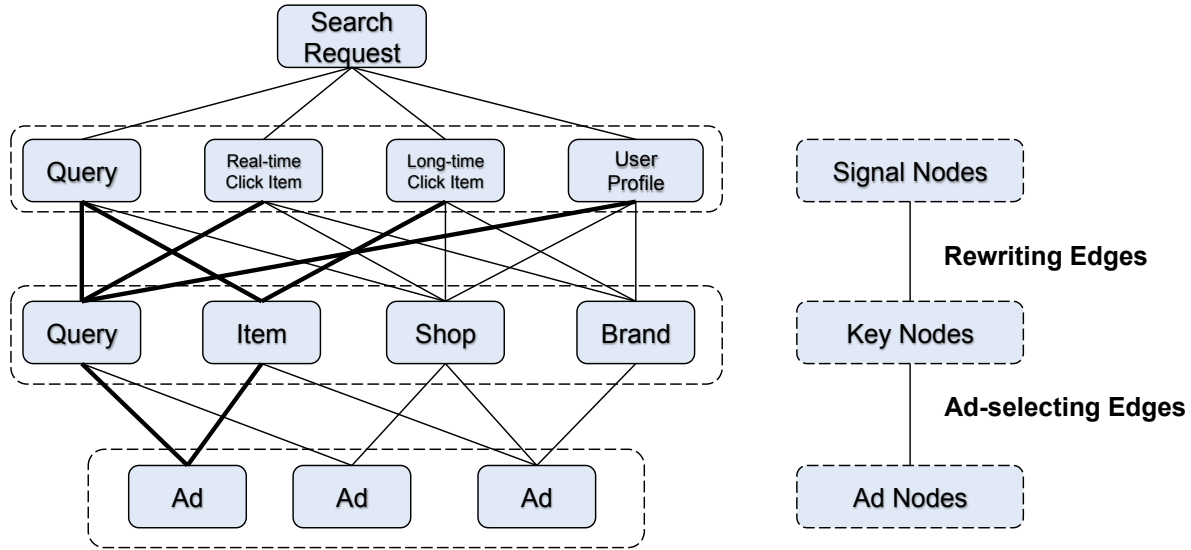 Search
Request
Query
Real-time
Click Item
Long-time
Click Item
User
Profile
Signal Nodes
Rewriting Edges
Query
Item
Shop
Brand
Key Nodes
Ad-selecting Edges
Ad
Ad
Ad
Ad Nodes